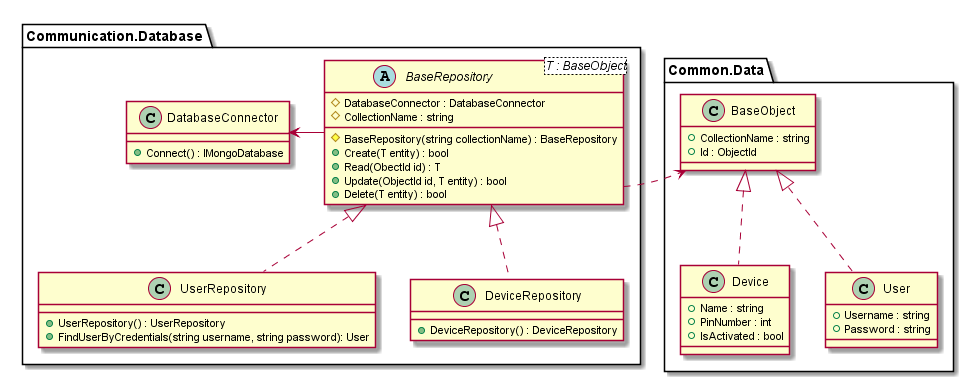 Communication.Database
A BaseRepository
T : BaseObject
DatabaseConnector : DatabaseConnector
CollectionName : string
BaseRepository(string collectionName) : BaseRepository
Create(T entity) : bool
Read(ObectId id) : T
Update(ObjectId id, T entity) : bool
Delete(T entity) : bool
C DatabaseConnector
Connect() : IMongoDatabase
C UserRepository
UserRepository() : UserRepository
FindUserByCredentials(string username, string password): User
C DeviceRepository
DeviceRepository() : DeviceRepository
Common.Data
C BaseObject
CollectionName : string
Id : ObjectId
C Device
Name : string
PinNumber : int
IsActivated : bool
C User
Username : string
Password : string